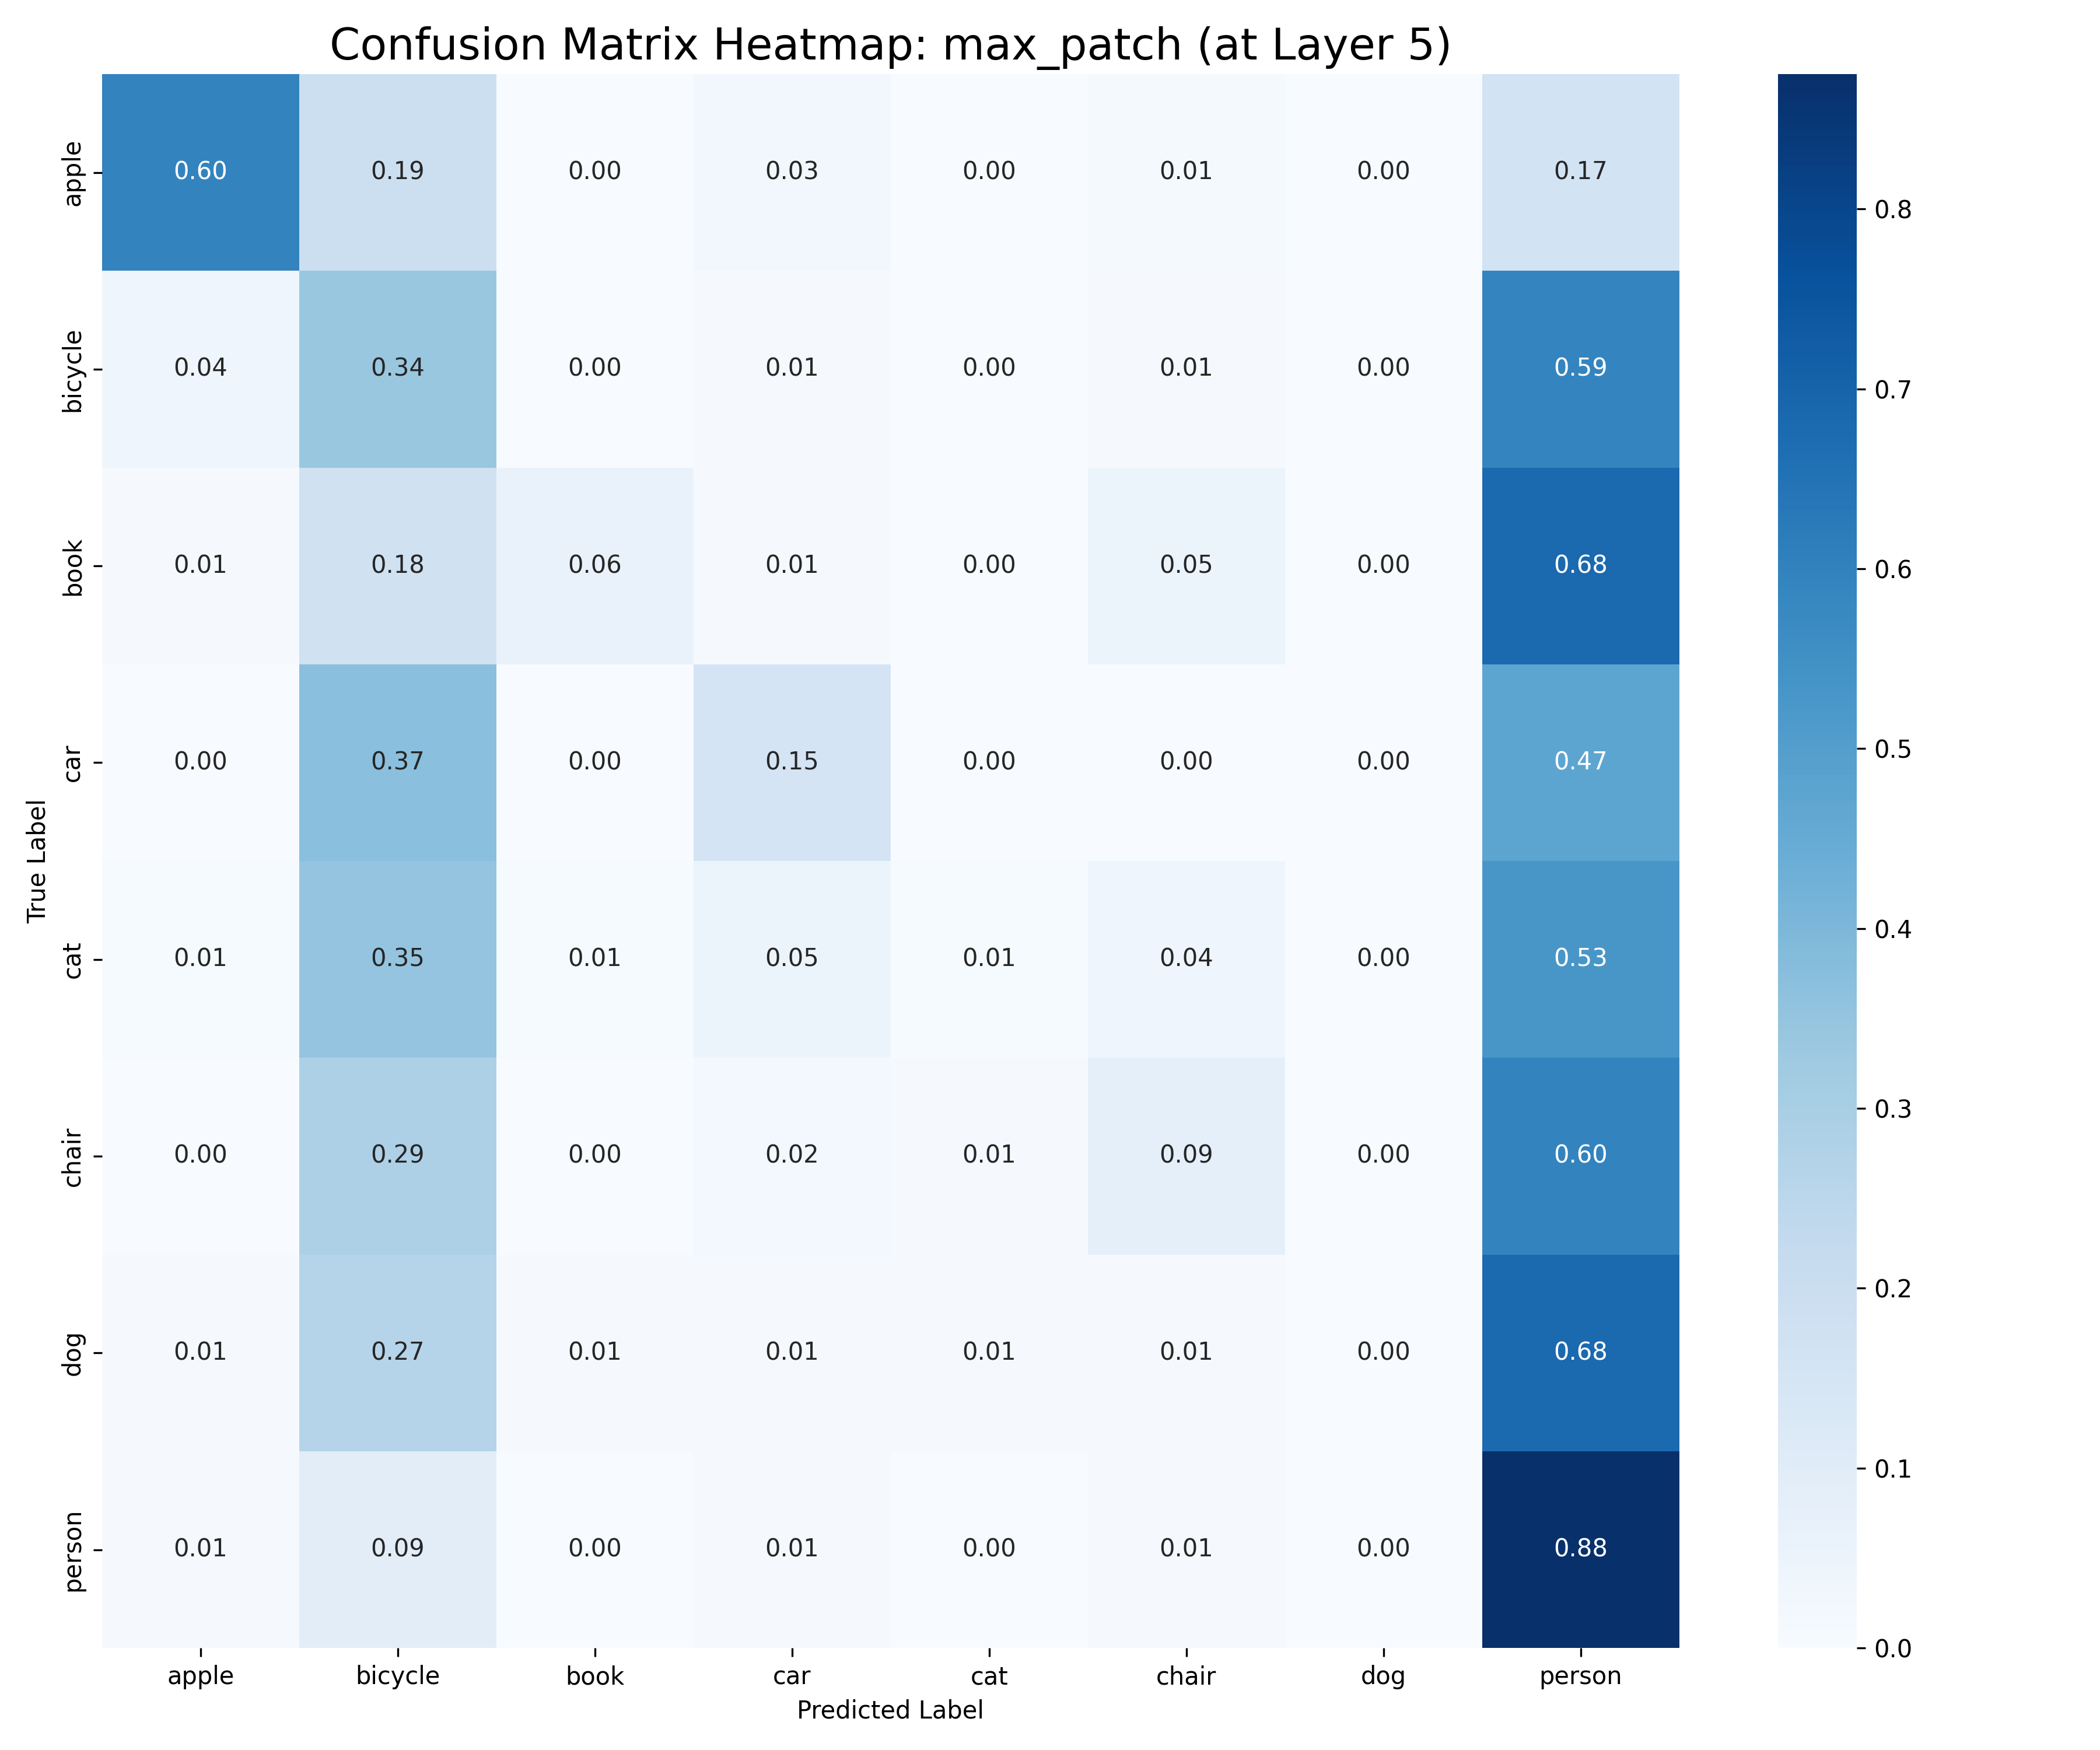 Confusion Matrix Heatmap: max_patch (at Layer 5)
True Label
apple 0.60 0.19 0.00 0.03 0.00 0.01 0.00 0.17
bicycle 0.04 0.34 0.00 0.01 0.00 0.01 0.00 0.59
book 0.01 0.18 0.06 0.01 0.00 0.05 0.00 0.68
car 0.00 0.37 0.00 0.15 0.00 0.00 0.00 0.47
cat 0.01 0.35 0.01 0.05 0.01 0.04 0.00 0.53
chair 0.00 0.29 0.00 0.02 0.01 0.09 0.00 0.60
dog 0.01 0.27 0.01 0.01 0.01 0.01 0.00 0.68
person 0.01 0.09 0.00 0.01 0.00 0.01 0.00 0.88
apple bicycle book car cat chair dog person
Predicted Label
0.8
0.7
0.6
0.5
0.4
0.3
0.2
0.1
0.0